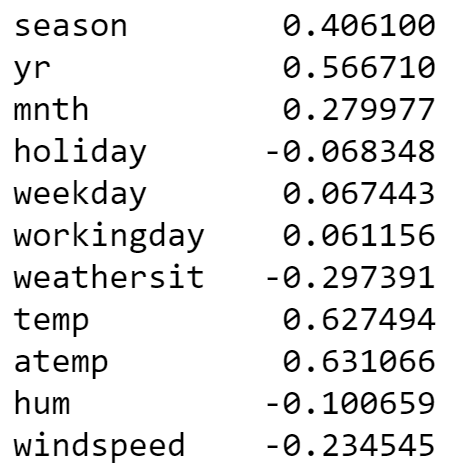 season 0.406100
yr 0.566710
mnth 0.279977
holiday -0.068348
weekday 0.067443
workingday 0.061156
weathersit -0.297391
temp 0.627494
atemp 0.631066
hum -0.100659
windspeed -0.234545